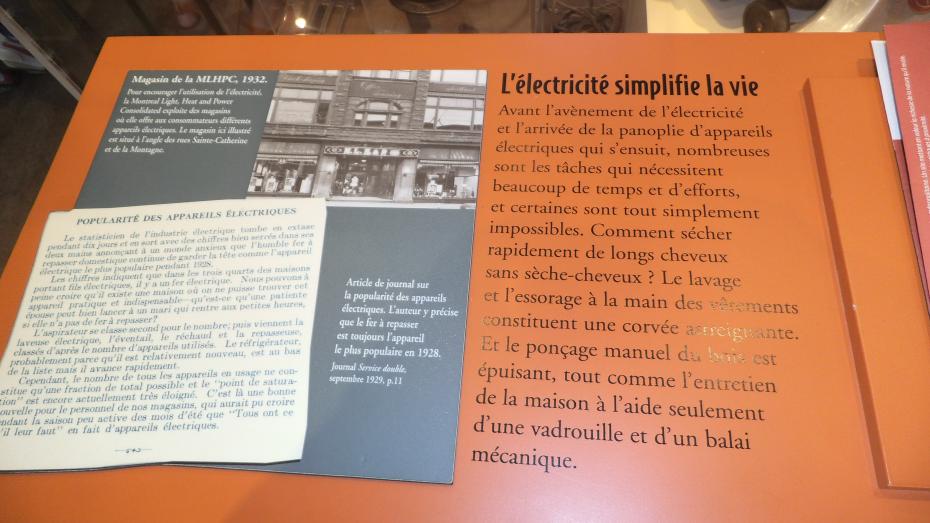 Magasin de la MLHPC, 1932.
Pour encourager l'utilisation de l'électricité,
la Montreal Light, Heat and Power
Consolidated exploite des magasins
où elle offre aux consommateurs différents
appareils électriques. Le magasin ici illustré
est situé à l'angle des rues Sainte-Catherine
et de la Montagne.
POPULARITÉ DES APPAREILS ÉLECTRIQUES
Le statisticien de l'industrie électrique tombe en extase
pendant dix jours et en sort avec des chiffres bien serrés dans ses
deux mains annonçant à un monde anxieux que l'humble fer à
repasser domestique continue de garder la tête comme l'appareil
électrique le plus populaire pendant 1928.
Les chiffres indiquent que dans les trois quarts des maisons
portant fils électriques, il y a un fer électrique. Nous pouvons à
peine croire qu'il existe une maison où on ne puisse trouver cet
appareil pratique et indispensable—qu'est-ce qu'une patiente
épouse peut bien lancer à un mari qui rentre aux petites heures,
si elle n'a pas de fer à repasser?
L'aspirateur se classe second pour le nombre; puis viennent la
laveuse électrique, l'éventail, le réchaud et la repasseuse,
classés d'après le nombre d'appareils utilisés. Le réfrigérateur,
probablement parce qu'il est relativement nouveau, est au bas
de la liste mais il avance rapidement.
Cependant, le nombre de tous les appareils en usage ne con-
stitue qu'une fraction de total possible et le "point de satura-
tion" est encore actuellement très éloigné. C'est là une bonne
nouvelle pour le personnel de nos magasins, qui aurait pu croire
pendant la saison peu active des mois d'été que "Tous ont ce
qu'il leur faut" en fait d'appareils électriques.
Article de journal sur
la popularité des appareils
électriques. L'auteur y précise
que le fer à repasser
est toujours l'appareil
le plus populaire en 1928.
Journal Service double,
septembre 1929, p.11
L'électricité simplifie la vie
Avant l'avènement de l'électricité
et l'arrivée de la panoplie d'appareils
électriques qui s'ensuit, nombreuses
sont les tâches qui nécessitent
beaucoup de temps et d'efforts,
et certaines sont tout simplement
impossibles. Comment sécher
rapidement de longs cheveux
sans sèche-cheveux ? Le lavage
et l'essorage à la main des vêtements
constituent une corvée astreignante.
Et le ponçage manuel du bois est
épuisant, tout comme l'entretien
de la maison à l'aide seulement
d'une vadrouille et d'un balai
mécanique.